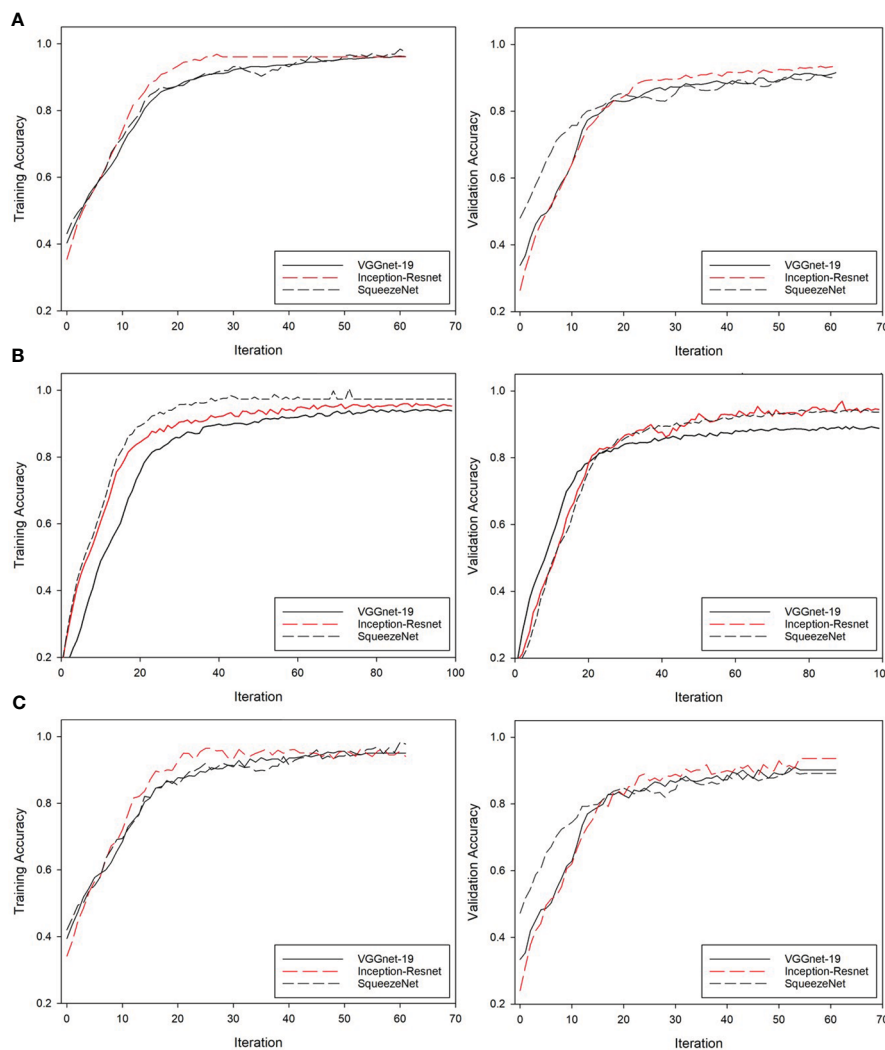 A
1.0
0.8
0.6
0.4
0.2
Training Accuracy
0 10 20 30 40 50 60 70
Iteration
VGGnet-19
Inception-Resnet
SqueezeNet
1.0
0.8
0.6
0.4
0.2
Validation Accuracy
0 10 20 30 40 50 60 70
Iteration
VGGnet-19
Inception-Resnet
SqueezeNet
B
1.0
0.8
0.6
0.4
0.2
Training Accuracy
0 20 40 60 80 100
Iteration
VGGnet-19
Inception-Resnet
SqueezeNet
1.0
0.8
0.6
0.4
0.2
Validation Accuracy
0 20 40 60 80 10
Iteration
VGGnet-19
Inception-Resnet
SqueezeNet
C
1.0
0.8
0.6
0.4
0.2
Training Accuracy
0 10 20 30 40 50 60 70
Iteration
VGGnet-19
Inception-Resnet
SqueezeNet
1.0
0.8
0.6
0.4
0.2
Validation Accuracy
0 10 20 30 40 50 60 70
Iteration
VGGnet-19
Inception-Resnet
SqueezeNet